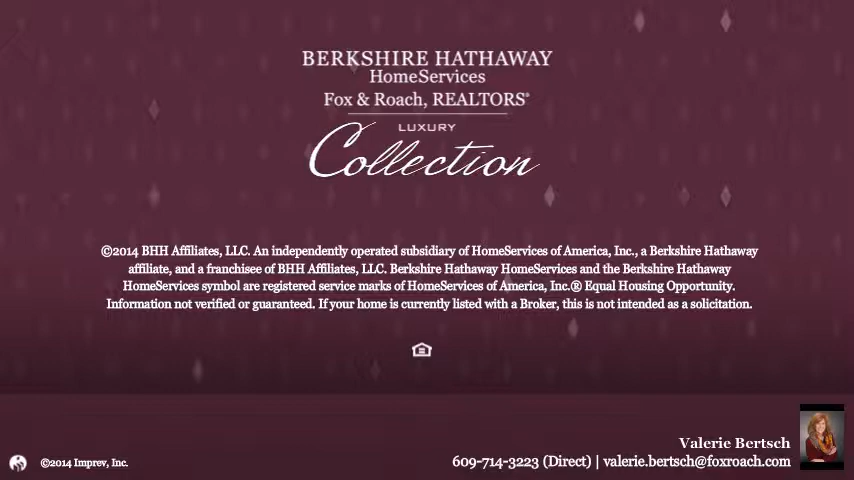 BERKSHIRE HATHAWAY
HomeServices
Fox & Roach, REALTORS®
LUXURY
Collection
©2014 BHH Affiliates, LLC. An independently operated subsidiary of HomeServices of America, Inc., a Berkshire Hathaway
affiliate, and a franchisee of BHH Affiliates, LLC. Berkshire Hathaway HomeServices and the Berkshire Hathaway
HomeServices symbol are registered service marks of HomeServices of America, Inc.® Equal Housing Opportunity.
Information not verified or guaranteed. If your home is currently listed with a Broker, this is not intended as a solicitation.
Valerie Bertsch
609-714-3223 (Direct) | valerie.bertsch@foxroach.com
©2014 Imprev, Inc.